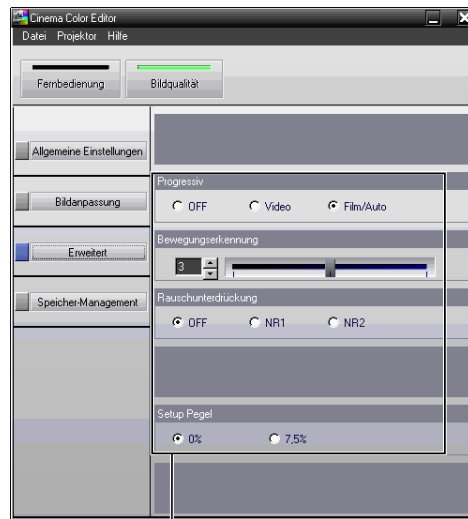 Cinema Color Editor
Datei Projektor Hilfe
Fernbedienung Bildqualität
Allgemeine Einstellungen
Bildanpassung
Erweitert
Speicher-Management
Progressiv
OFF Video Film/Auto
Bewegungserkennung
3
Rauschunterdrückung
OFF NR1 NR2
Setup Pegel
0% 7,5%